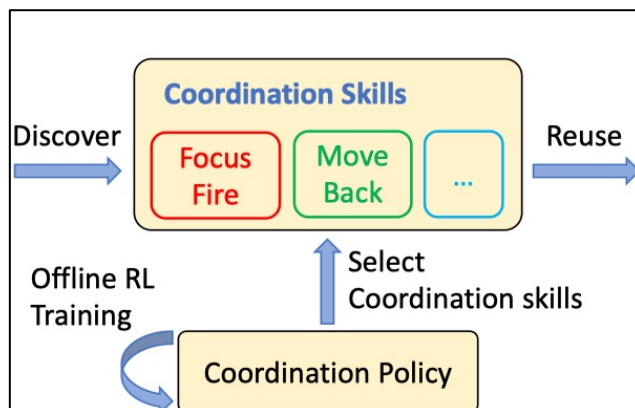 Coordination Skills
Discover
Focus
Fire
Move
Back
...
Reuse
Offline RL
Training
Select
Coordination skills
Coordination Policy